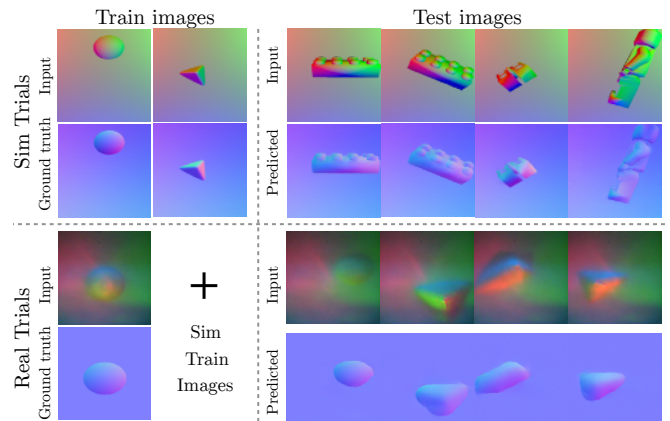 Train images
Test images
Sim Trials
Input
Ground truth
Input
Predicted
Real Trials
Input
Ground truth
+
Sim
Train
Images
Input
Predicted